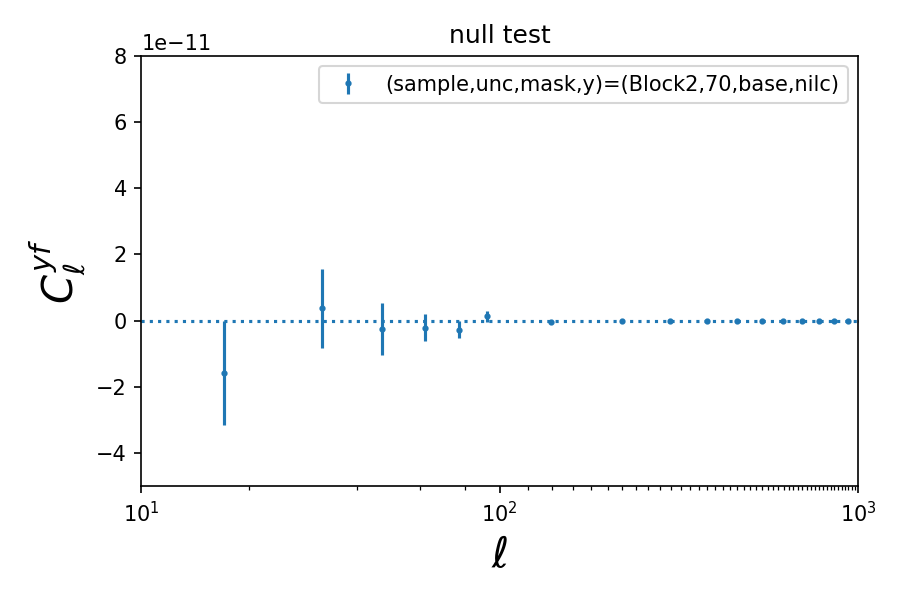 null test
1e−11
(sample,unc,mask,y)=(Block2,70,base,nilc)
8
6
4
2
0
−2
−4
C_ℓ^{yf}
10^1
10^2
10^3
ℓ